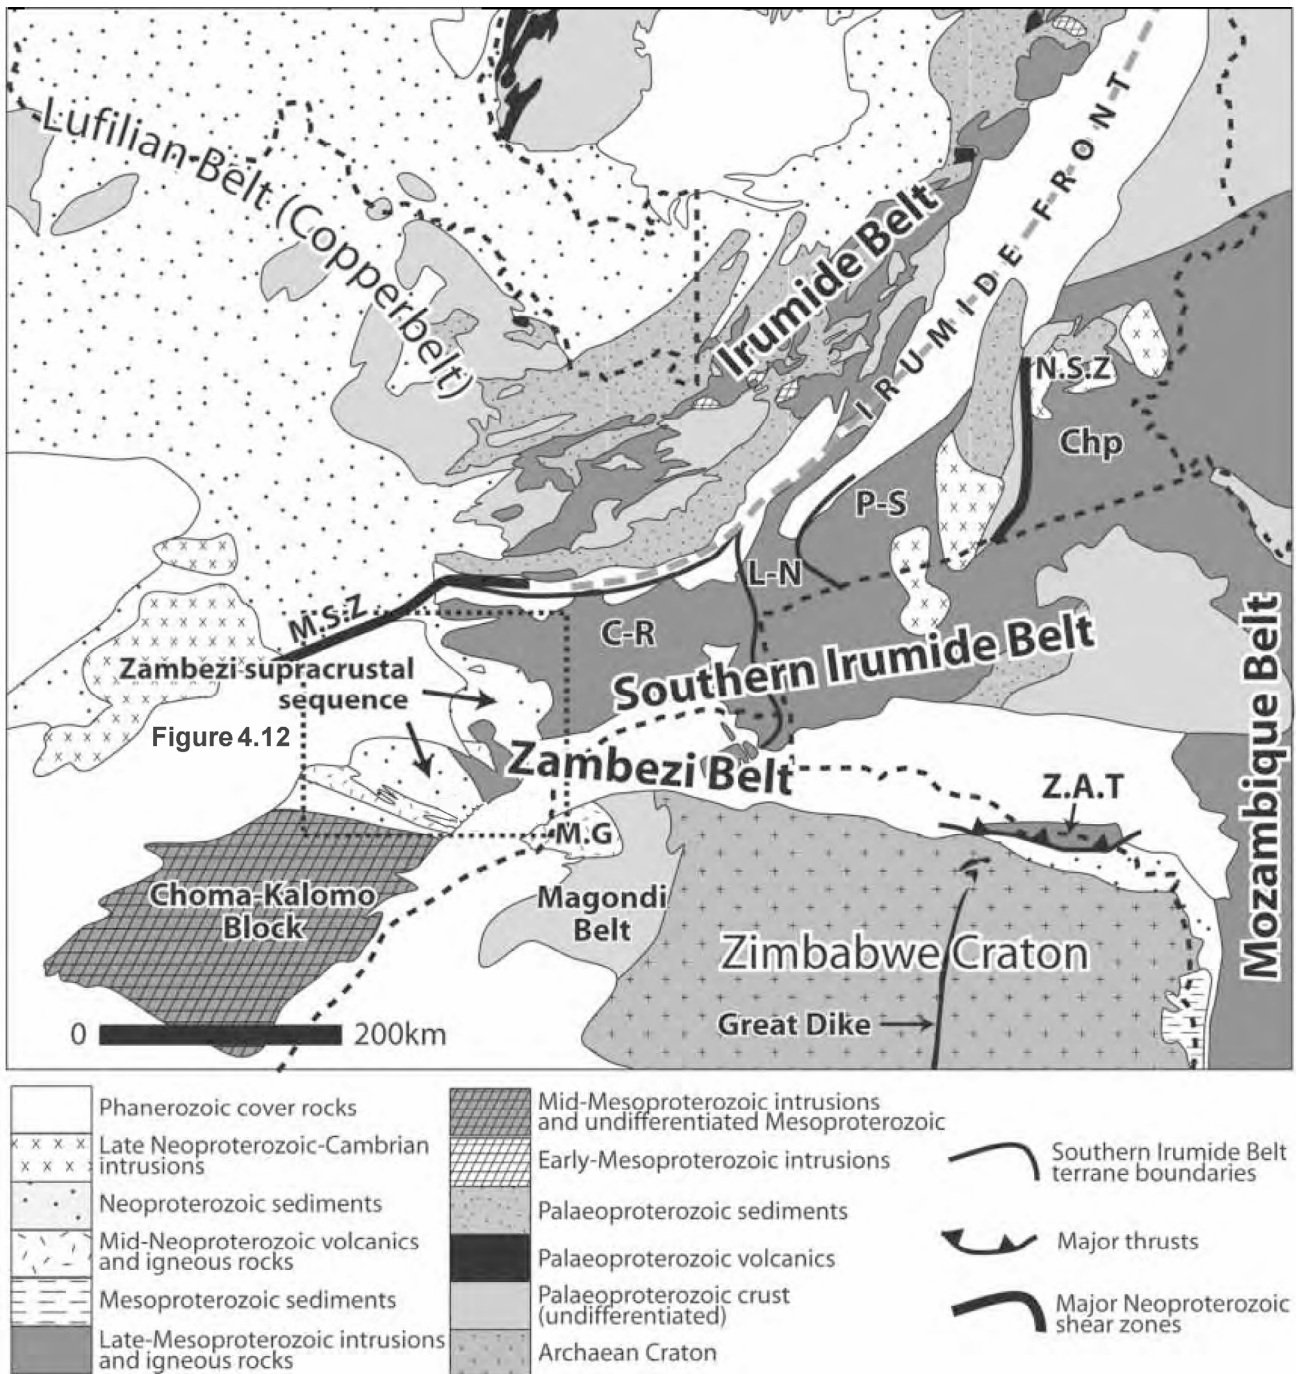 Lufilian Belt (Copperbelt)
Irumide Belt
IRUMIDE FRONT
N.S.Z
Chp
P-S
L-N
C-R
M.S.Z
Zambezi supracrustal
sequence
Figure 4.12
Southern Irumide Belt
Zambezi Belt
Mozambique Belt
Z.A.T
M.G
Choma-Kalomo
Block
Magondi
Belt
Zimbabwe Craton
Great Dike
0 200km
Phanerozoic cover rocks
Late Neoproterozoic-Cambrian
intrusions
Neoproterozoic sediments
Mid-Neoproterozoic volcanics
and igneous rocks
Mesoproterozoic sediments
Late-Mesoproterozoic intrusions
and igneous rocks
Mid-Mesoproterozoic intrusions
and undifferentiated Mesoproterozoic
Early-Mesoproterozoic intrusions
Palaeoproterozoic sediments
Palaeoproterozoic volcanics
Palaeoproterozoic crust
(undifferentiated)
Archaean Craton
Southern Irumide Belt
terrane boundaries
Major thrusts
Major Neoproterozoic
shear zones